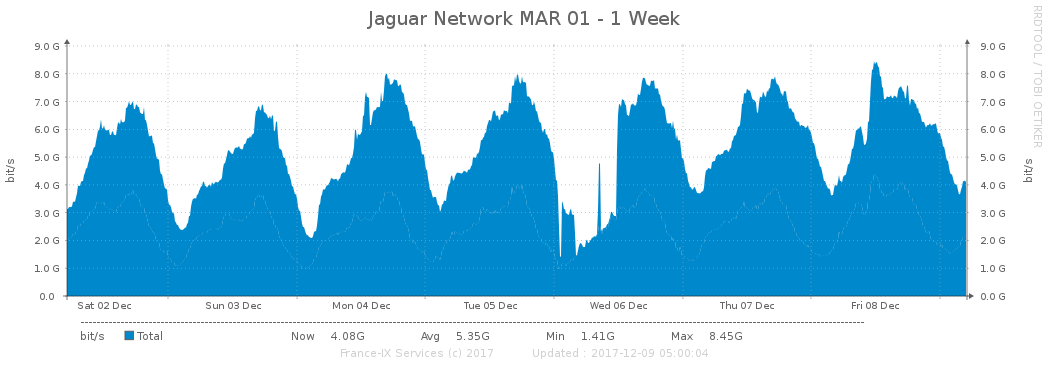 Jaguar Network MAR 01 - 1 Week
RRDTOOL / TOBI OETIKER
bit/s
bit/s
9.0 G 9.0 G
8.0 G 8.0 G
7.0 G 7.0 G
6.0 G 6.0 G
5.0 G 5.0 G
4.0 G 4.0 G
3.0 G 3.0 G
2.0 G 2.0 G
1.0 G 1.0 G
0.0 0.0 G
Sat 02 Dec Sun 03 Dec Mon 04 Dec Tue 05 Dec Wed 06 Dec Thu 07 Dec Fri 08 Dec
bit/s Total Now 4.08G Avg 5.35G Min 1.41G Max 8.45G
France-IX Services (c) 2017 Updated : 2017-12-09 05:00:04